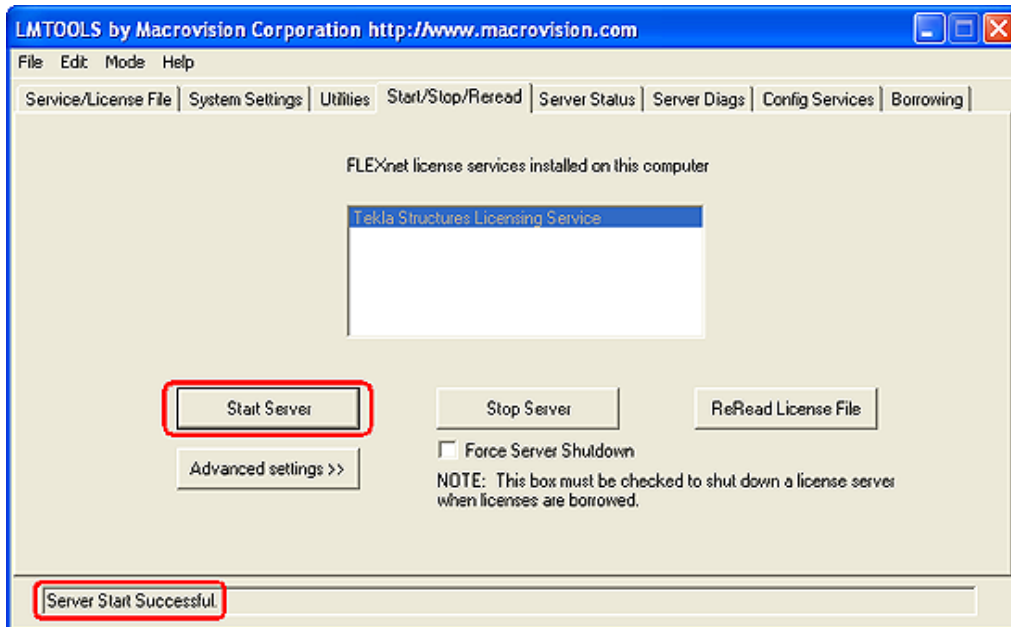 LMTOOLS by Macrovision Corporation http://www.macrovision.com
File Edit Mode Help
Service/License File System Settings Utilities Start/Stop/Reread Server Status Server Diags Config Services Borrowing
FLEXnet license services installed on this computer
Tekla Structures Licensing Service
Start Server Stop Server ReRead License File
Force Server Shutdown
Advanced settings >>
NOTE: This box must be checked to shut down a license server
when licenses are borrowed.
Server Start Successful.